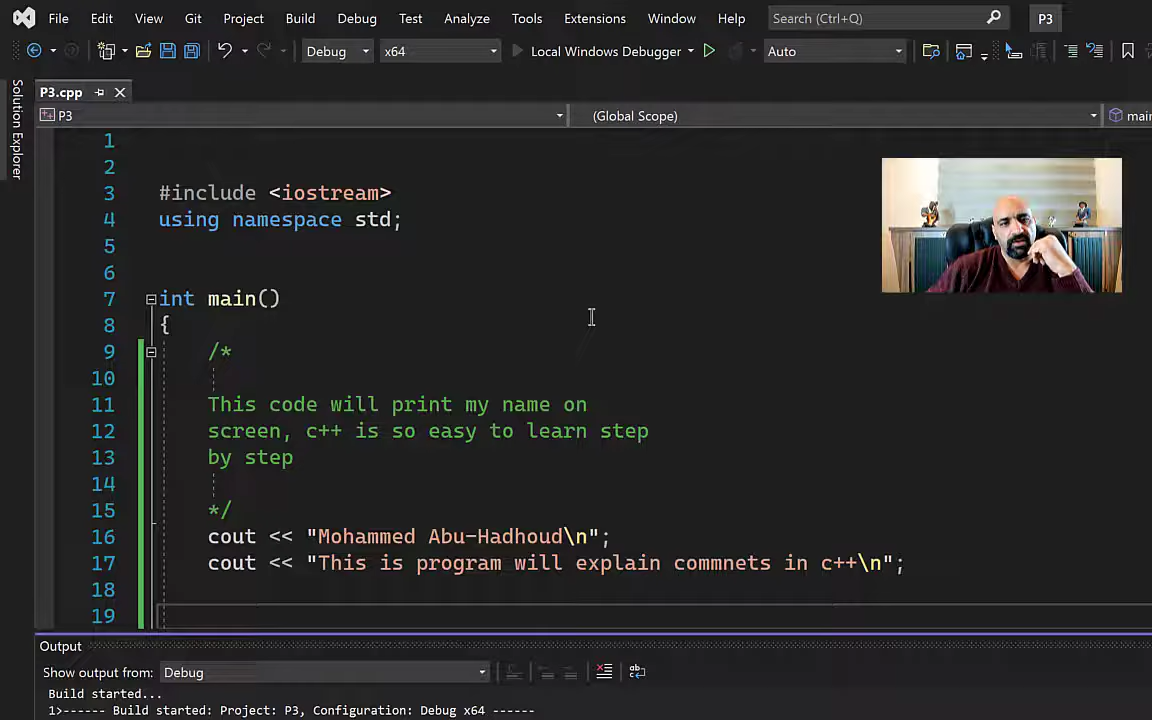 File Edit View Git Project Build Debug Test Analyze Tools Extensions Window Help Search (Ctrl+Q) P3
Debug x64 Local Windows Debugger Auto
Solution Explorer
P3.cpp
P3 (Global Scope) main
1
2
3 #include <iostream>
4 using namespace std;
5
6
7 int main()
8 {
9 /*
10
11 This code will print my name on
12 screen, c++ is so easy to learn step
13 by step
14
15 */
16 cout << "Mohammed Abu-Hadhoud\n";
17 cout << "This is program will explain commnets in c++\n";
18
19
Output
Show output from: Debug
Build started...
1>------ Build started: Project: P3, Configuration: Debug x64 ------